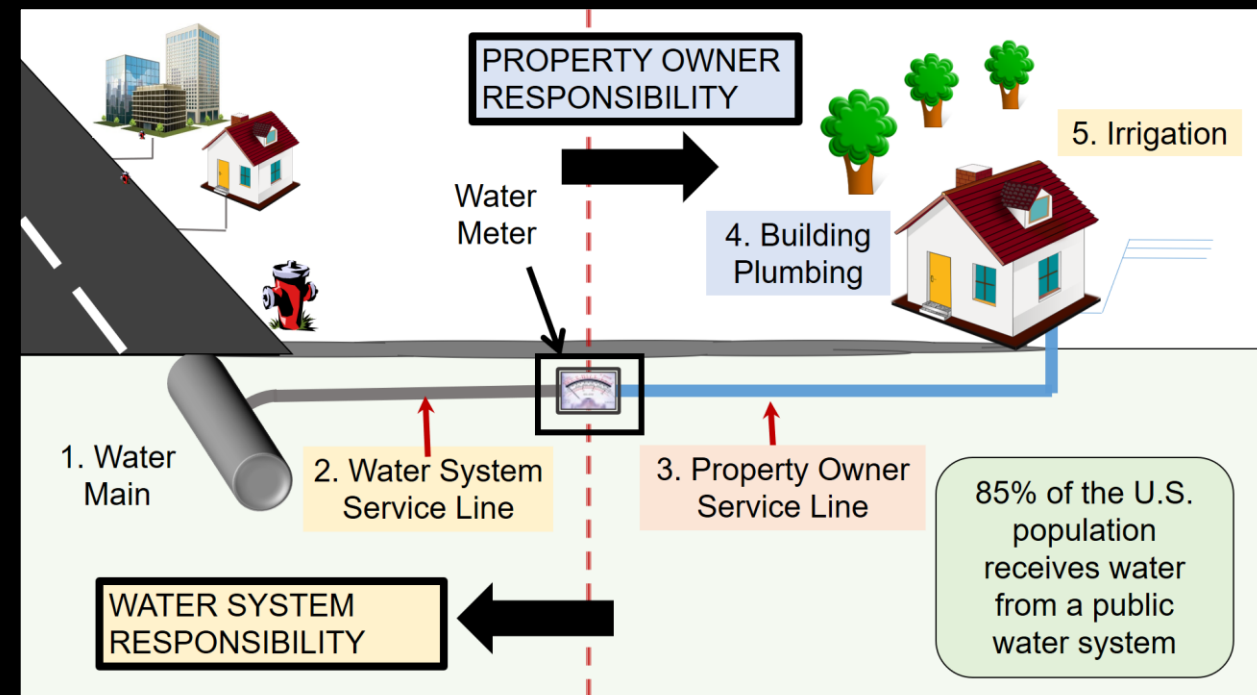 PROPERTY OWNER
RESPONSIBILITY
5. Irrigation
Water
Meter
4. Building
Plumbing
1. Water
Main
2. Water System
Service Line
3. Property Owner
Service Line
85% of the U.S.
population
receives water
from a public
water system
WATER SYSTEM
RESPONSIBILITY